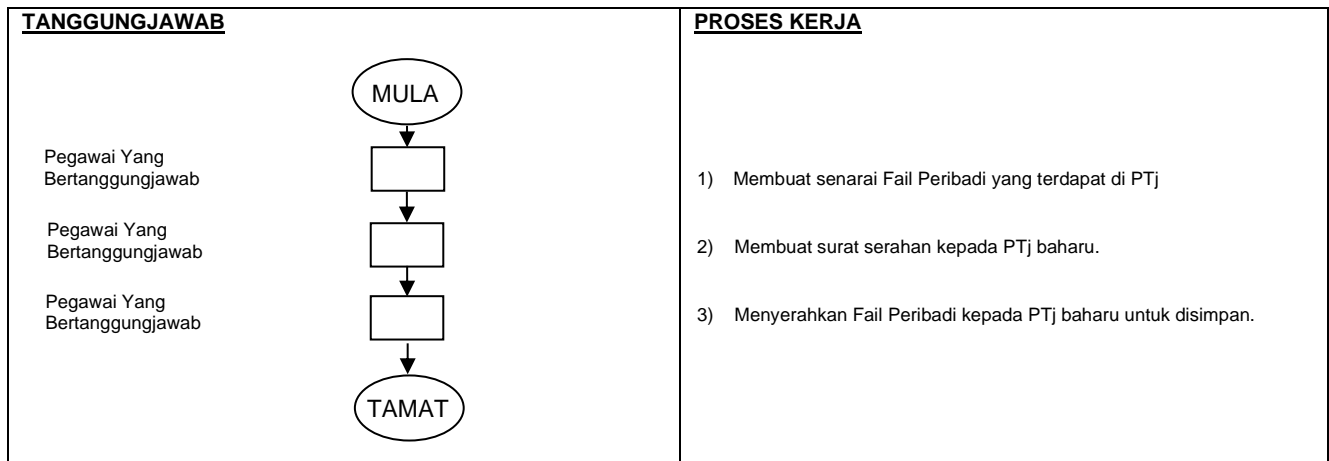 TANGGUNGJAWAB
PROSES KERJA
MULA
Pegawai Yang
Bertanggungjawab
1) Membuat senarai Fail Peribadi yang terdapat di PTj
Pegawai Yang
Bertanggungjawab
2) Membuat surat serahan kepada PTj baharu.
Pegawai Yang
Bertanggungjawab
3) Menyerahkan Fail Peribadi kepada PTj baharu untuk disimpan.
TAMAT